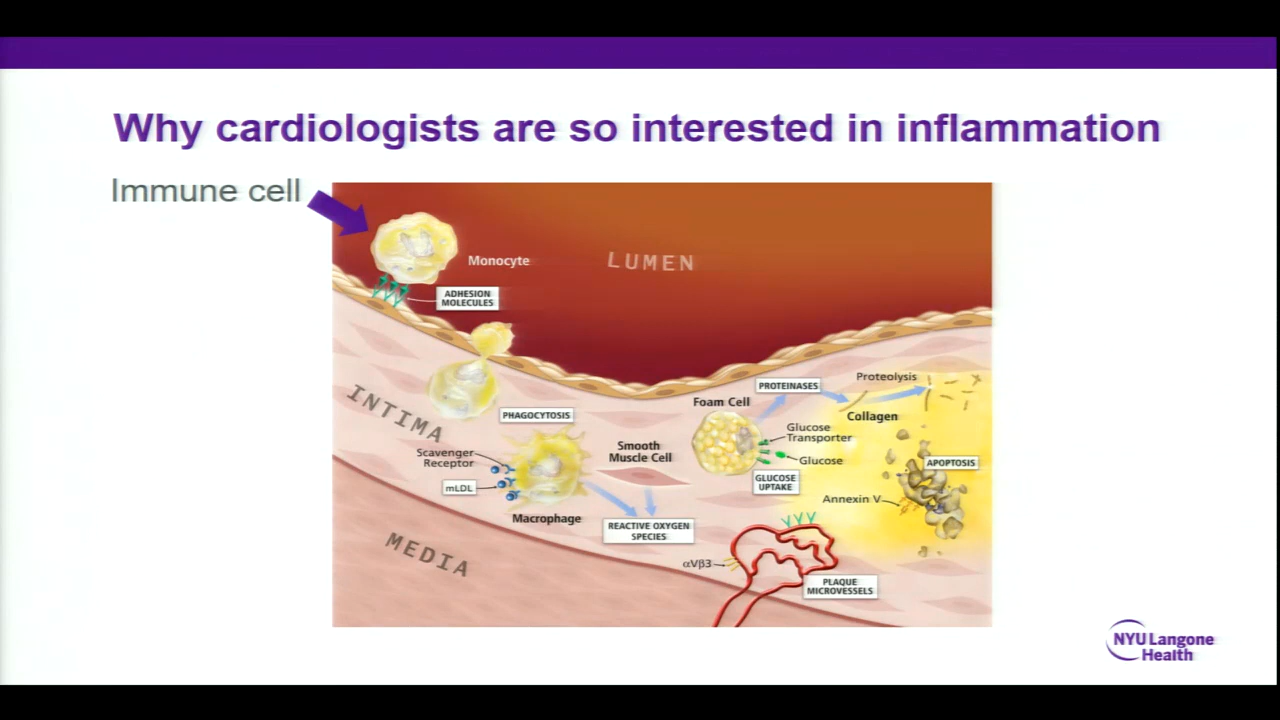 Why cardiologists are so interested in inflammation
Immune cell
Monocyte
LUMEN
ADHESION
MOLECULES
INTIMA
PHAGOCYTOSIS
Scavenger
Receptor
mLDL
Macrophage
Smooth
Muscle Cell
REACTIVE OXYGEN
SPECIES
MEDIA
Foam Cell
PROTEINASES
Proteolysis
Collagen
Glucose
Transporter
Glucose
GLUCOSE
UPTAKE
APOPTOSIS
Annexin V
αVβ3
PLAQUE
MICROVESSELS
NYU Langone
Health